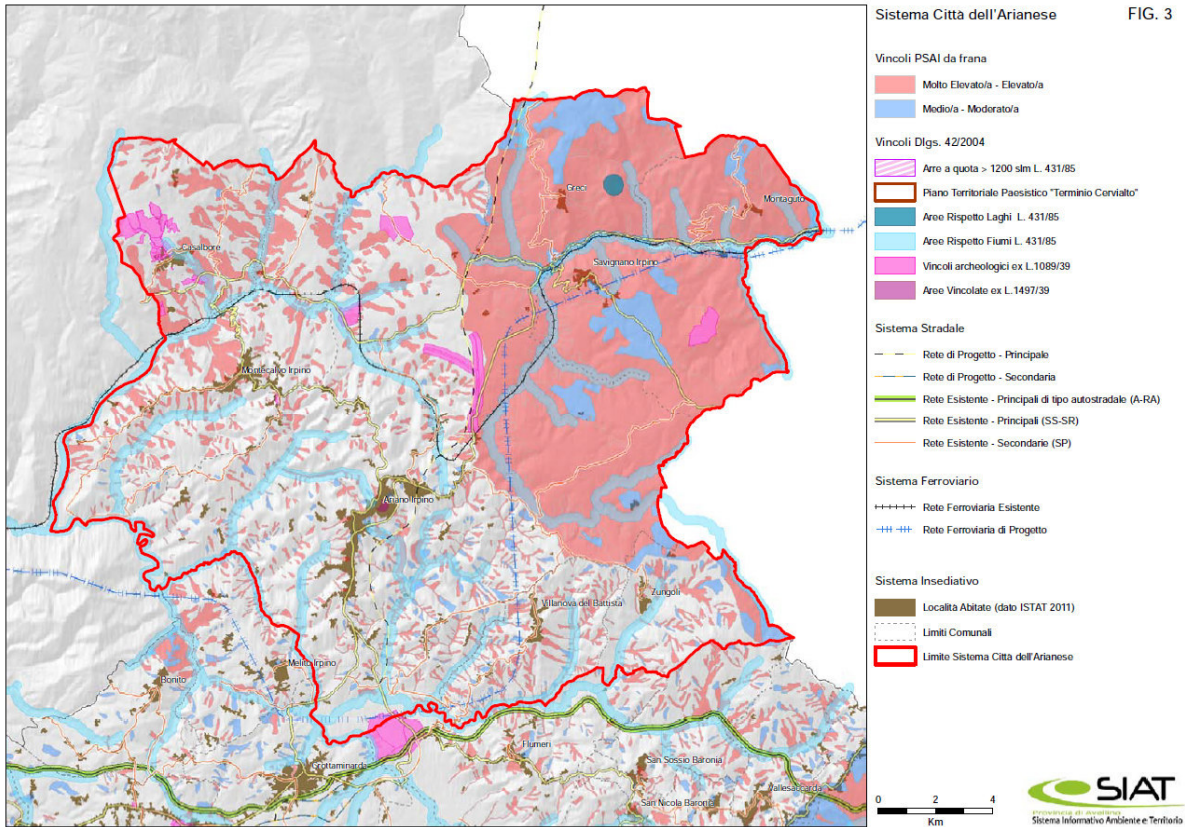 Sistema Città dell'Arianese
FIG. 3
Vincoli PSAI da frana
Molto Elevato/a - Elevato/a
Medio/a - Moderato/a
Vincoli Dlgs. 42/2004
Arre a quota > 1200 slm L. 431/85
Piano Territoriale Paesistico "Terminio Cervialto"
Aree Rispetto Laghi L. 431/85
Aree Rispetto Fiumi L. 431/85
Vincoli archeologici ex L.1089/39
Aree Vincolate ex L.1497/39
Sistema Stradale
Rete di Progetto - Principale
Rete di Progetto - Secondaria
Rete Esistente - Principali di tipo autostradale (A-RA)
Rete Esistente - Principali (SS-SR)
Rete Esistente - Secondarie (SP)
Sistema Ferroviario
Rete Ferroviaria Esistente
Rete Ferroviaria di Progetto
Sistema Insediativo
Località Abitate (dato ISTAT 2011)
Limiti Comunali
Limite Sistema Città dell'Arianese
0 2 4
Km
SIAT
Provincia di Avellino
Sistema Informativo Ambiente e Territorio
Greci
Montaguto
Casalbore
Savignano Irpino
Montecalvo Irpino
Ariano Irpino
Zungoli
Villanova del Battista
Melito Irpino
Bonito
Flumeri
Grottaminarda
San Sossio Baronia
Vallesaccarda
San Nicola Baronia